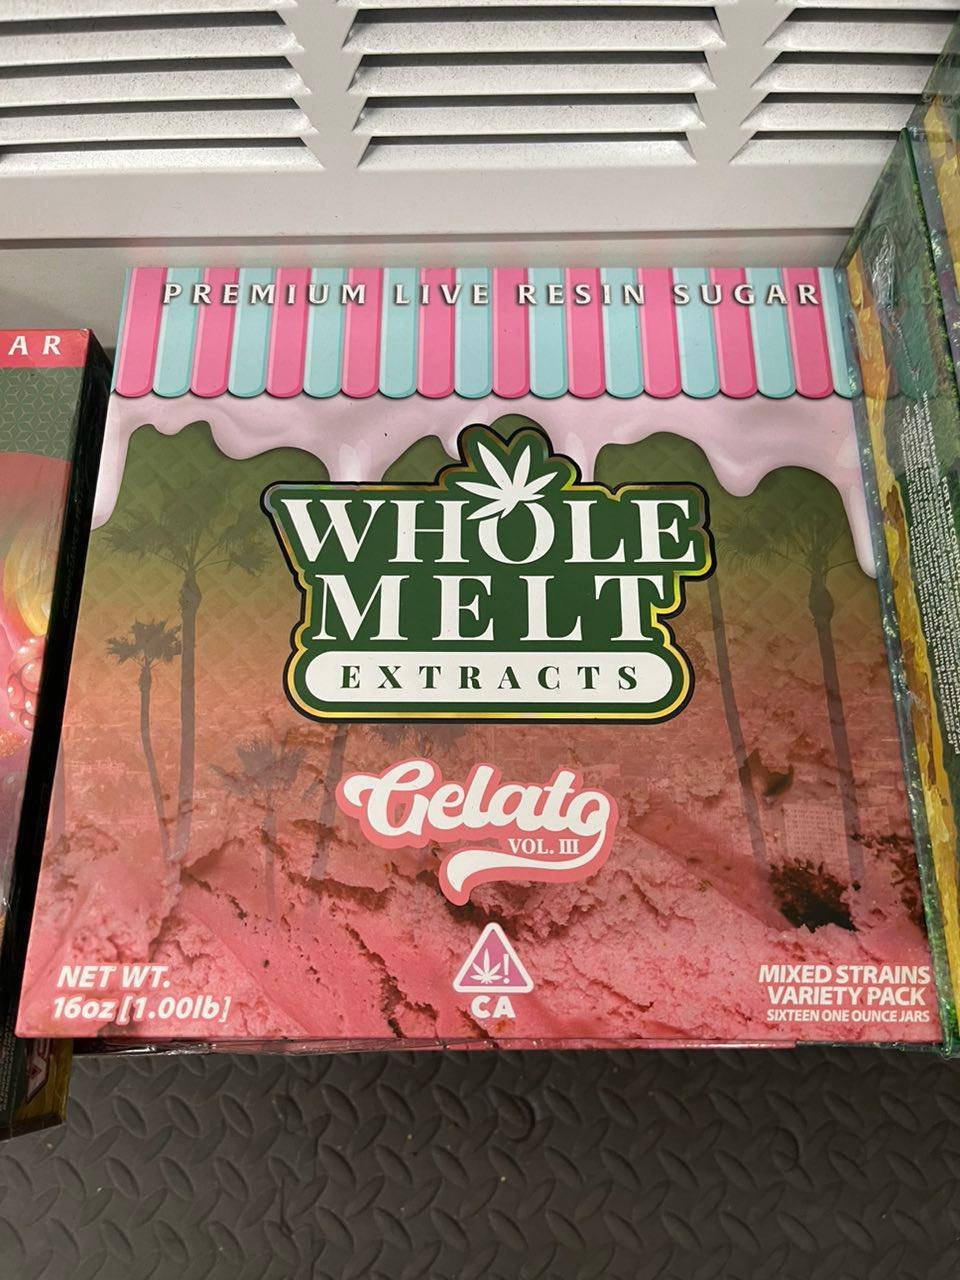 PREMIUM LIVE RESIN SUGAR
AR
WHOLE
MELT
EXTRACTS
Gelato
VOL. III
NET WT.
16oz [1.00lb]
!
CA
MIXED STRAINS
VARIETY PACK
SIXTEEN ONE OUNCE JARS